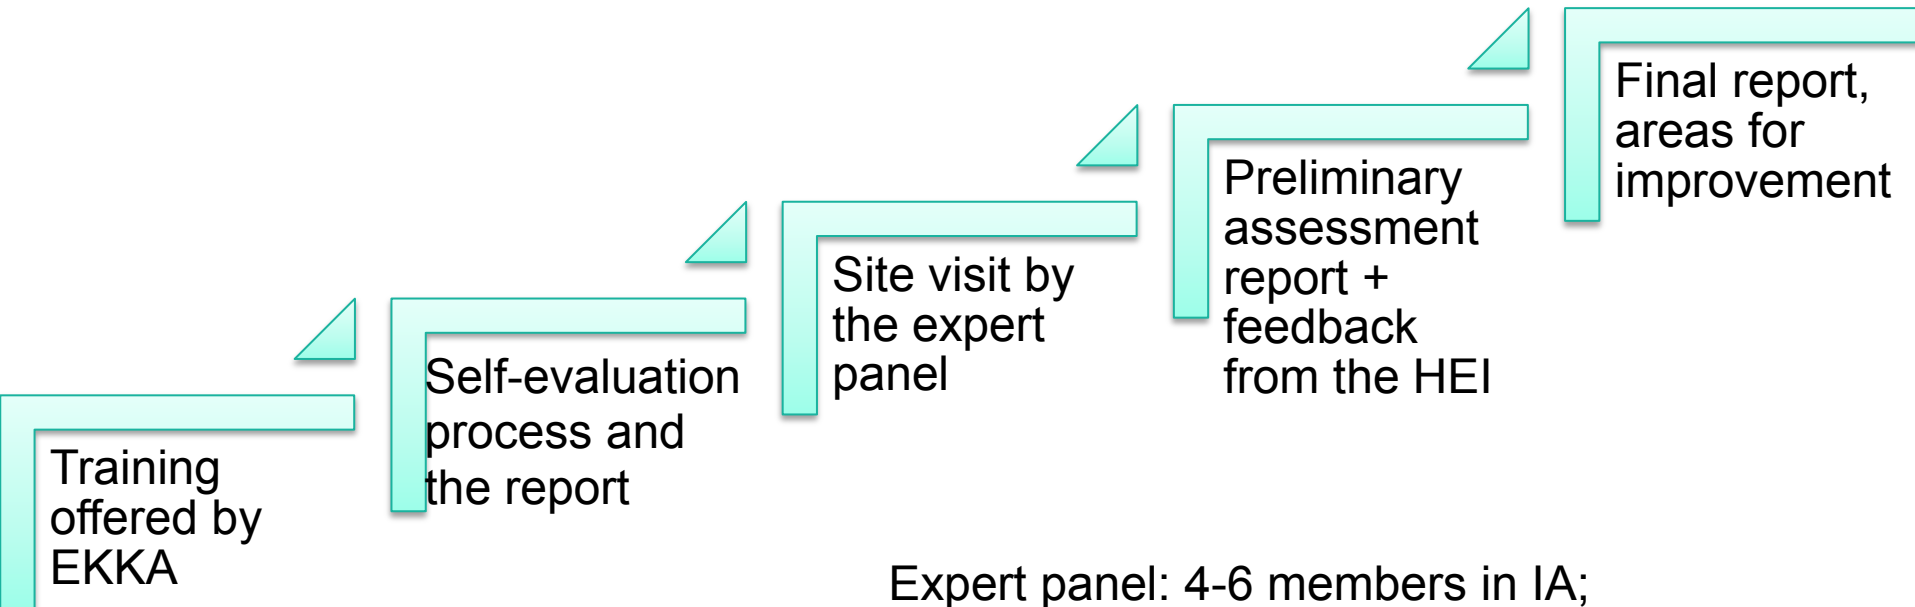 Training
offered by
EKKA
Self-evaluation
process and
the report
Site visit by
the expert
panel
Preliminary
assessment
report +
feedback
from the HEI
Final report,
areas for
improvement
Expert panel: 4-6 members in IA;